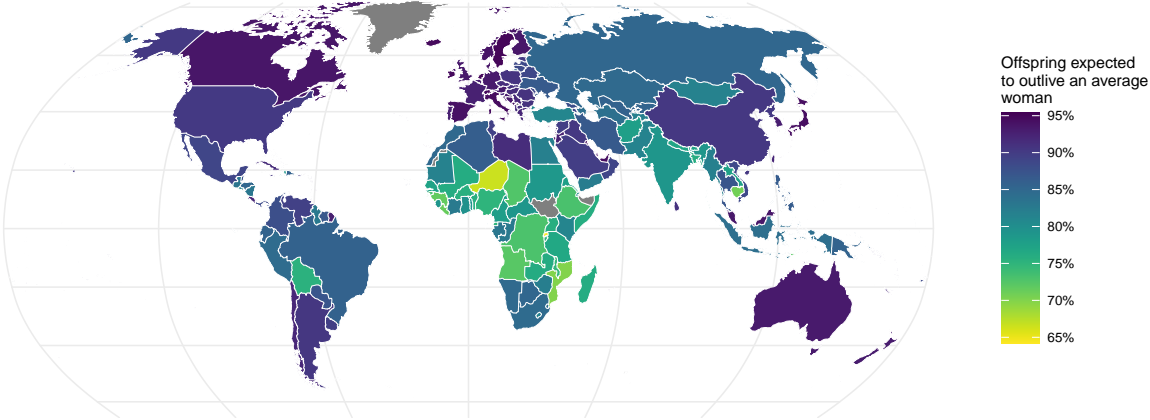 Offspring expected
to outlive an average
woman
95%
90%
85%
80%
75%
70%
65%